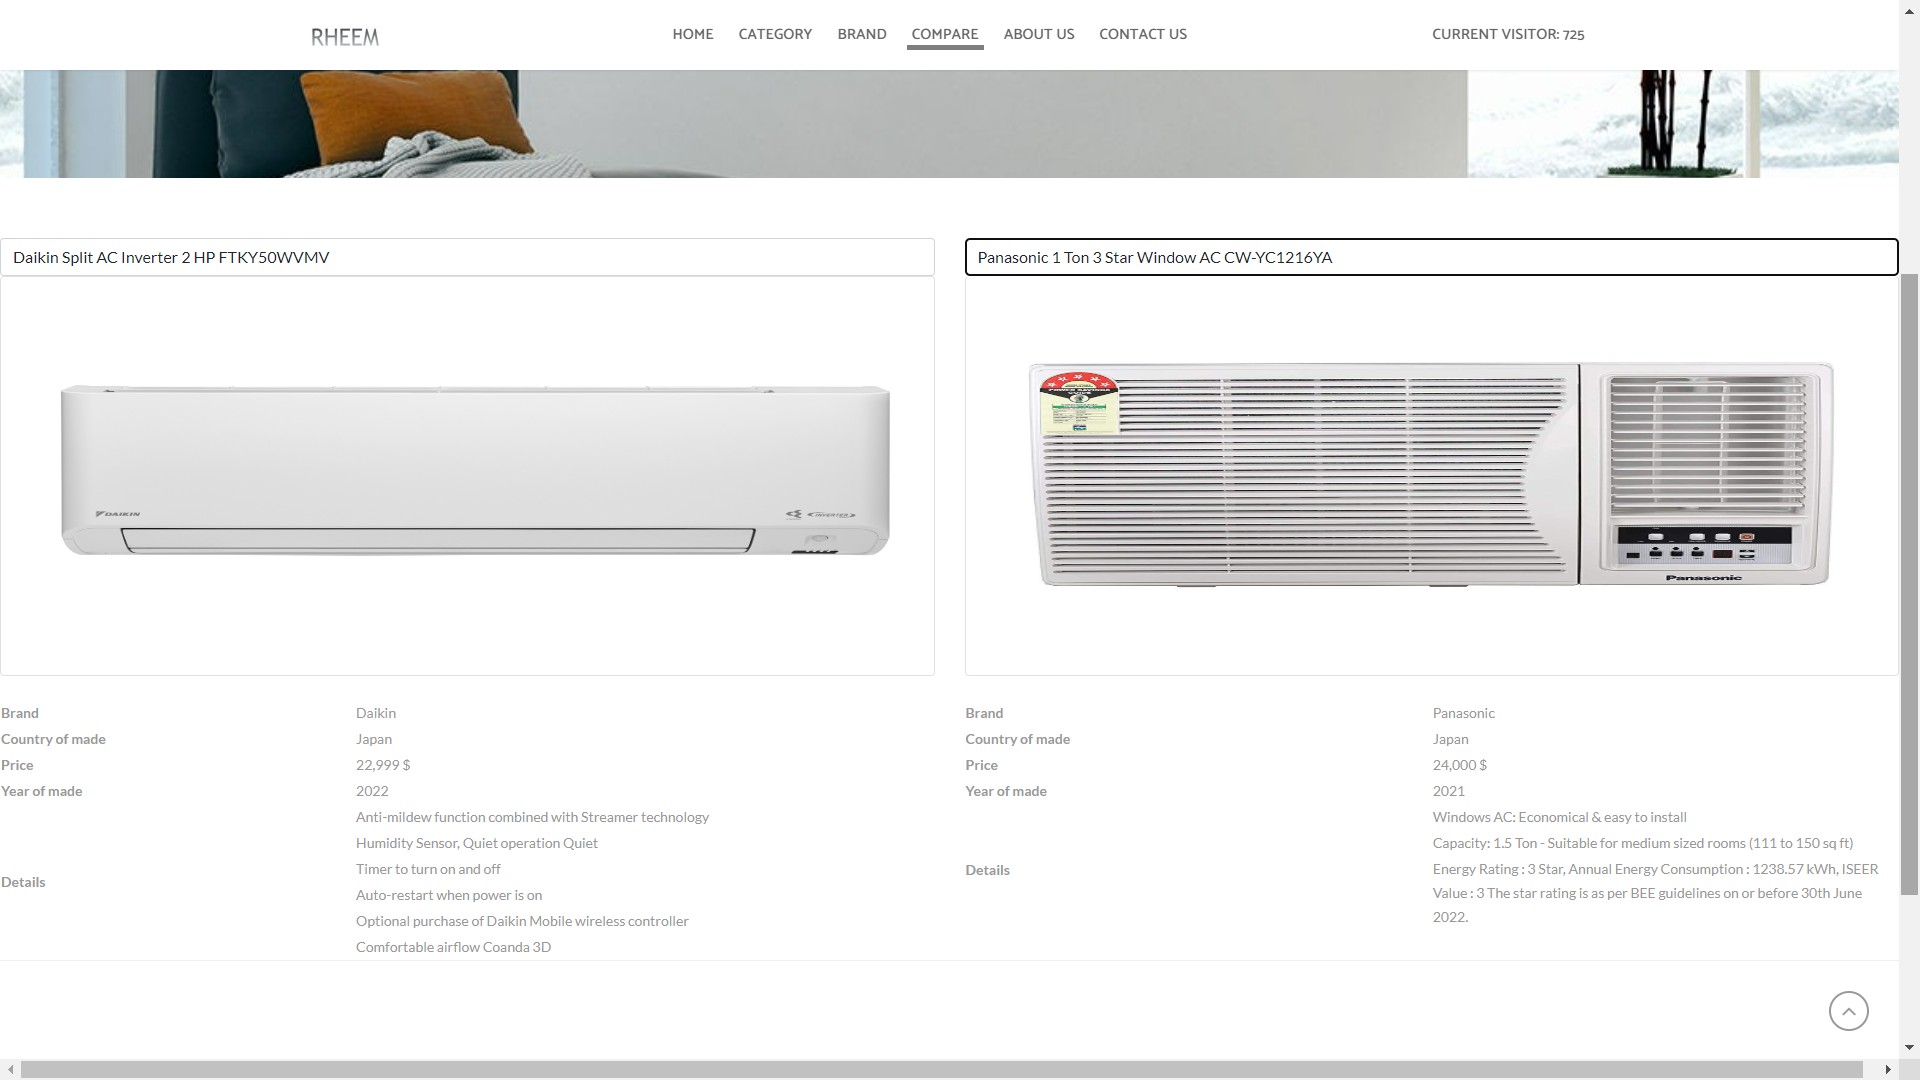 RHEEM
HOME CATEGORY BRAND COMPARE ABOUT US CONTACT US
CURRENT VISITOR: 725
Daikin Split AC Inverter 2 HP FTKY50WVMV
DAIKIN
INVERTER
Brand Daikin
Country of made Japan
Price 22,999 $
Year of made 2022
Details
Anti-mildew function combined with Streamer technology
Humidity Sensor, Quiet operation Quiet
Timer to turn on and off
Auto-restart when power is on
Optional purchase of Daikin Mobile wireless controller
Comfortable airflow Coanda 3D
Panasonic 1 Ton 3 Star Window AC CW-YC1216YA
Panasonic
Brand Panasonic
Country of made Japan
Price 24,000 $
Year of made 2021
Details
Windows AC: Economical & easy to install
Capacity: 1.5 Ton - Suitable for medium sized rooms (111 to 150 sq ft)
Energy Rating : 3 Star, Annual Energy Consumption : 1238.57 kWh, ISEER
Value : 3 The star rating is as per BEE guidelines on or before 30th June
2022.